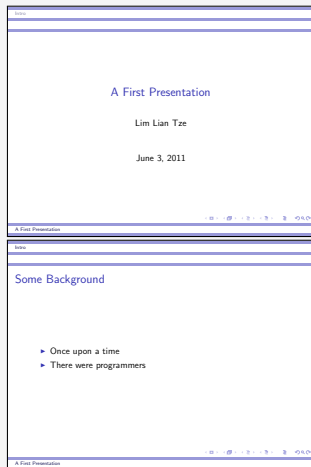 Intro
A First Presentation
Lim Lian Tze
June 3, 2011
A First Presentation
Intro
Some Background
Once upon a time
There were programmers
A First Presentation